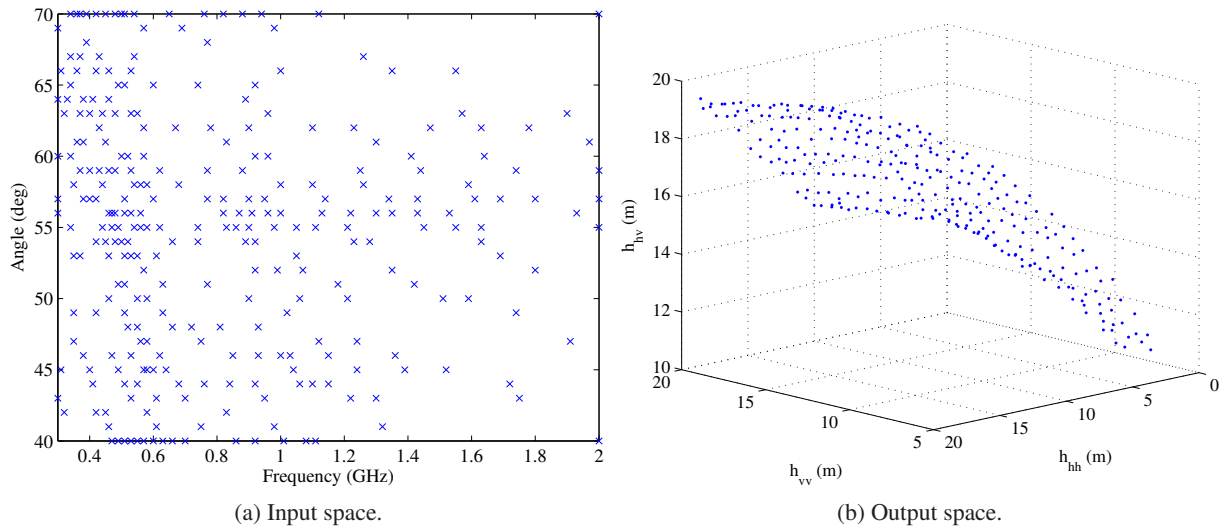 70
65
60
55
50
45
40
Angle (deg)
0.4 0.6 0.8 1 1.2 1.4 1.6 1.8 2
Frequency (GHz)
(a) Input space.
20
18
16
14
12
10
h_hv (m)
20 15 10 5
h_vv (m)
20 15 10 5 0
h_hh (m)
(b) Output space.